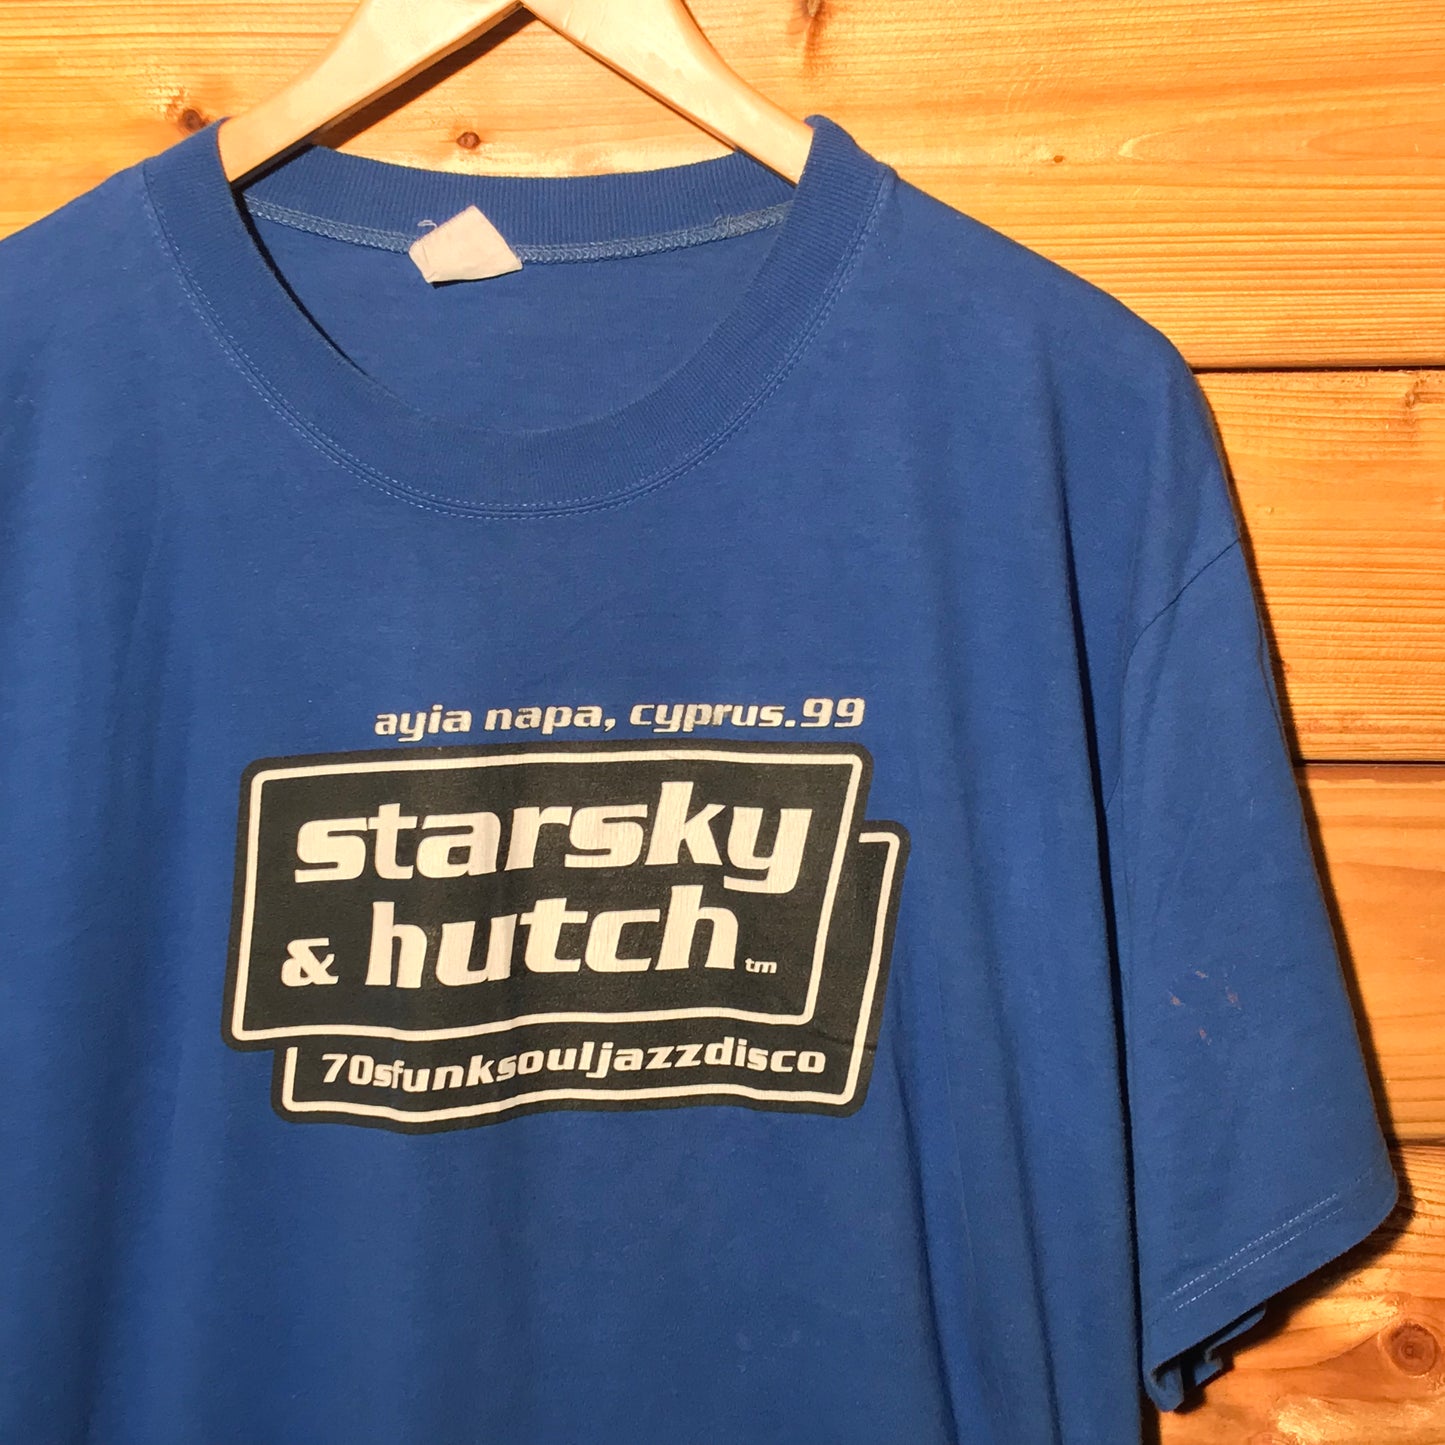 ayia napa, cyprus.99
starsky
& hutch tm
70sfunksouljazzdisco